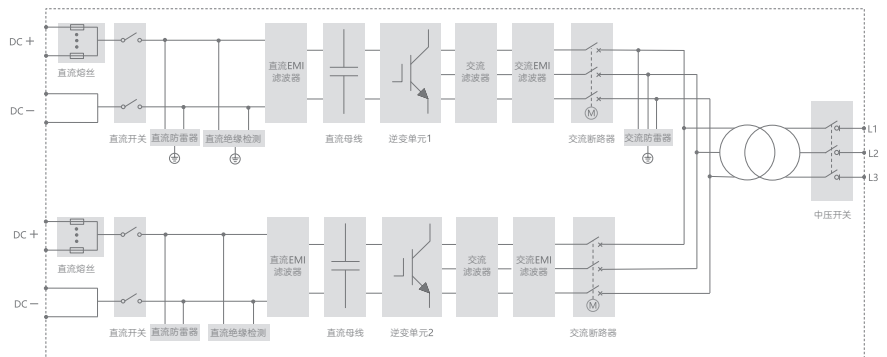 DC+
直流熔丝
DC-
直流开关
直流防雷器
直流绝缘检测
直流EMI
滤波器
直流母线
逆变单元1
交流
滤波器
交流EMI
滤波器
M
交流断路器
交流防雷器
L1
L2
L3
中压开关
DC+
直流熔丝
DC-
直流开关
直流防雷器
直流绝缘检测
直流EMI
滤波器
直流母线
逆变单元2
交流
滤波器
交流EMI
滤波器
M
交流断路器